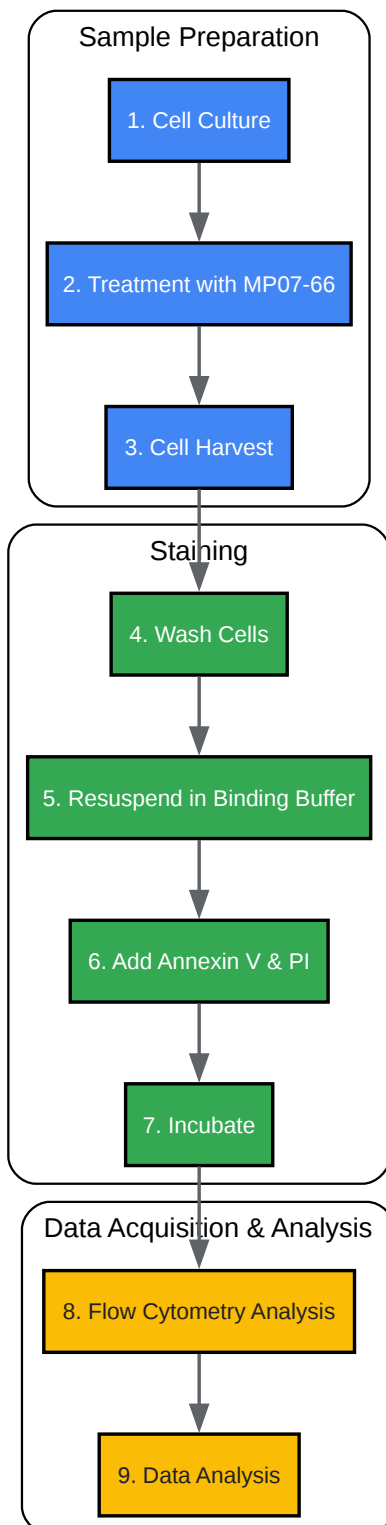 Sample Preparation
1. Cell Culture
2. Treatment with MP07-66
3. Cell Harvest
Staining
4. Wash Cells
5. Resuspend in Binding Buffer
6. Add Annexin V & PI
7. Incubate
Data Acquisition & Analysis
8. Flow Cytometry Analysis
9. Data Analysis